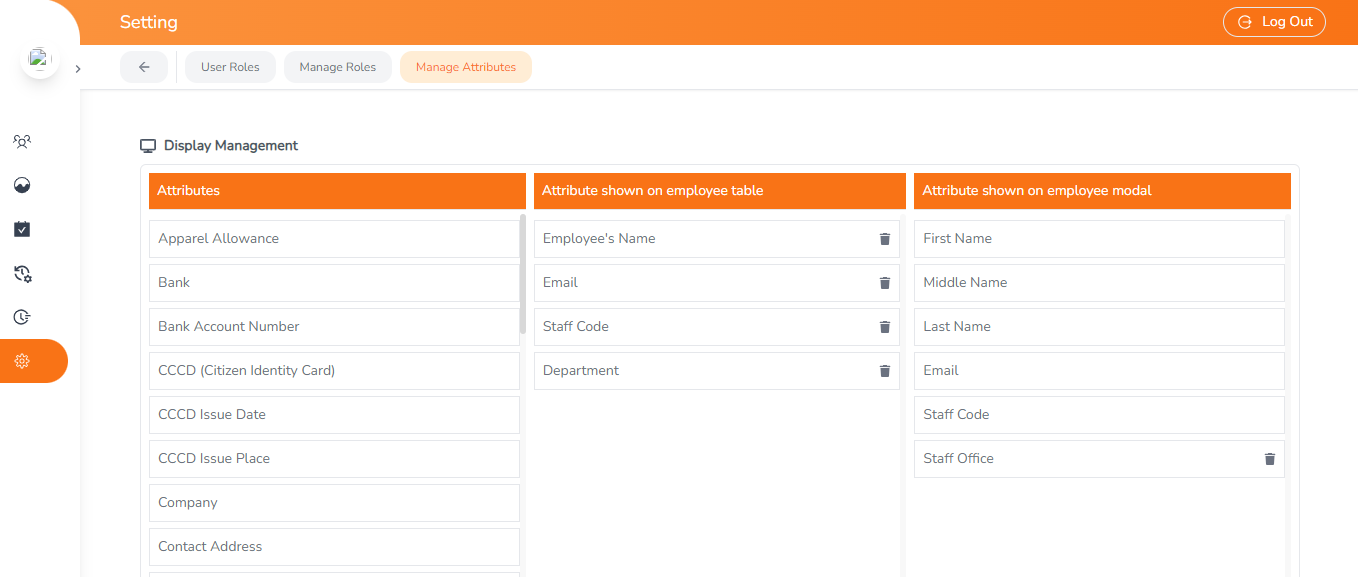 Setting
Log Out
User Roles
Manage Roles
Manage Attributes
Display Management
Attributes
Apparel Allowance
Bank
Bank Account Number
CCCD (Citizen Identity Card)
CCCD Issue Date
CCCD Issue Place
Company
Contact Address
Attribute shown on employee table
Employee's Name
Email
Staff Code
Department
Attribute shown on employee modal
First Name
Middle Name
Last Name
Email
Staff Code
Staff Office